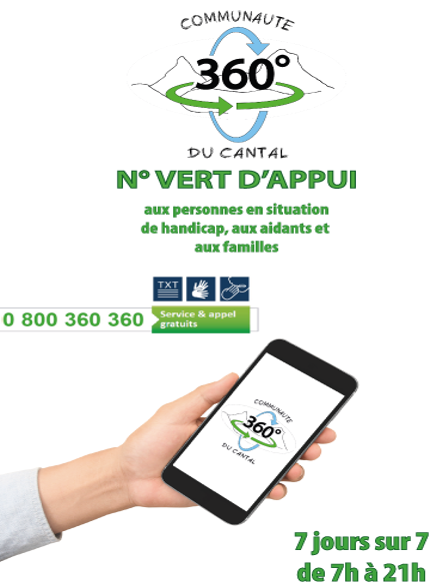 COMMUNAUTE
360°
DU CANTAL
N° VERT D'APPUI
aux personnes en situation
de handicap, aux aidants et
aux familles
TXT
0 800 360 360
Service & appel
gratuits
COMMUNAUTE
360°
DU CANTAL
7 jours sur 7
de 7h à 21h